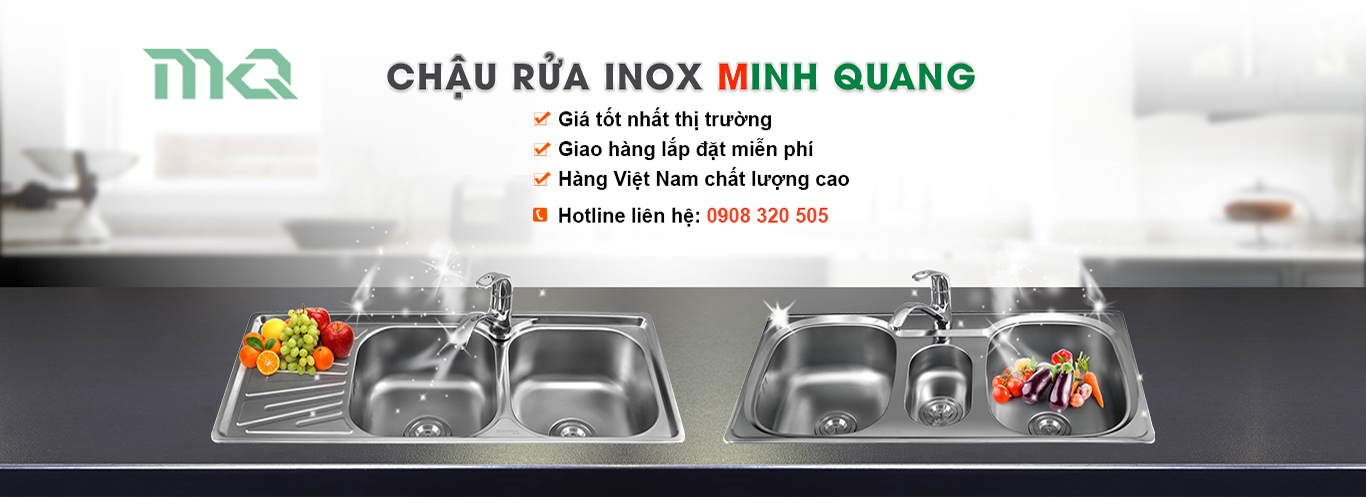 MQ
CHẬU RỬA INOX MINH QUANG
Giá tốt nhất thị trường
Giao hàng lắp đặt miễn phí
Hàng Việt Nam chất lượng cao
Hotline liên hệ: 0908 320 505